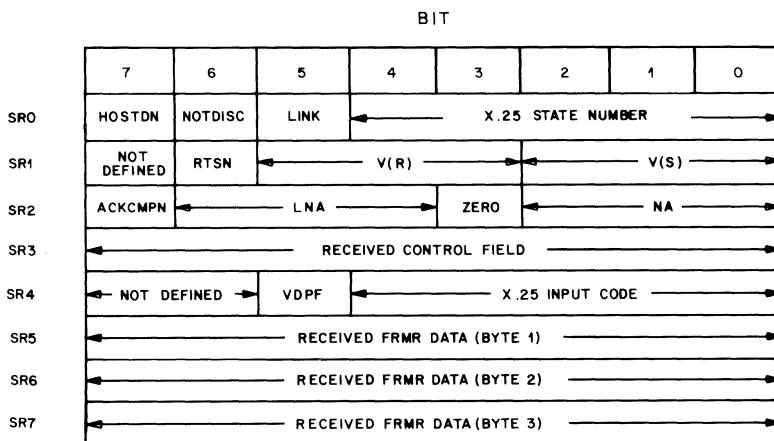 BIT
7 6 5 4 3 2 1 0
SR0 HOSTDN NOTDISC LINK X.25 STATE NUMBER
SR1 NOT DEFINED RTSN V(R) V(S)
SR2 ACKCMPN LNA ZERO NA
SR3 RECEIVED CONTROL FIELD
SR4 NOT DEFINED VDPF X.25 INPUT CODE
SR5 RECEIVED FRMR DATA (BYTE 1)
SR6 RECEIVED FRMR DATA (BYTE 2)
SR7 RECEIVED FRMR DATA (BYTE 3)